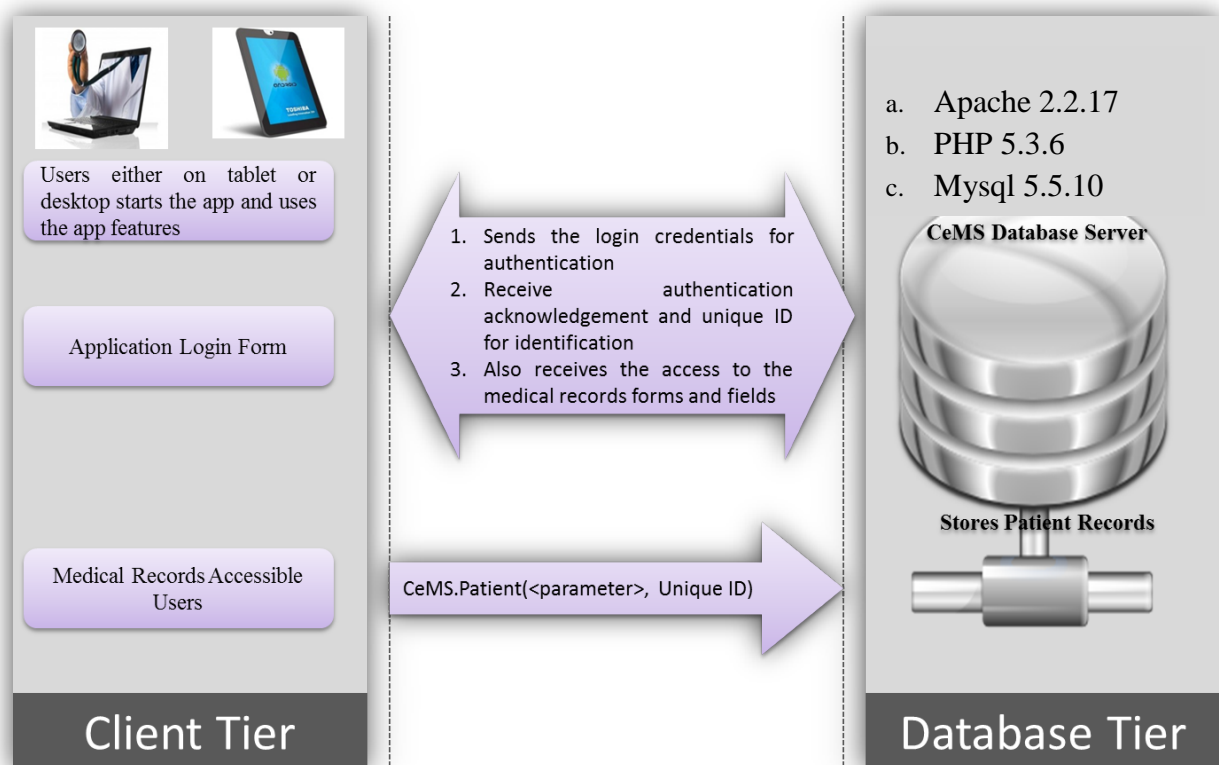 ANDROID
TOSHIBA
Users either on tablet or
desktop starts the app and uses
the app features
Application Login Form
Medical Records Accessible
Users
Client Tier
1. Sends the login credentials for
authentication
2. Receive authentication
acknowledgement and unique ID
for identification
3. Also receives the access to the
medical records forms and fields
CeMS.Patient(<parameter>, Unique ID)
a. Apache 2.2.17
b. PHP 5.3.6
c. Mysql 5.5.10
CeMS Database Server
Stores Patient Records
Database Tier